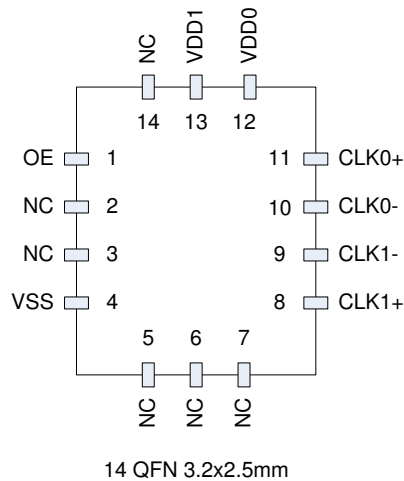 NC VDD1 VDD0
14 13 12
OE 1 11 CLK0+
NC 2 10 CLK0-
NC 3 9 CLK1-
VSS 4 8 CLK1+
5 6 7
NC NC NC
14 QFN 3.2x2.5mm